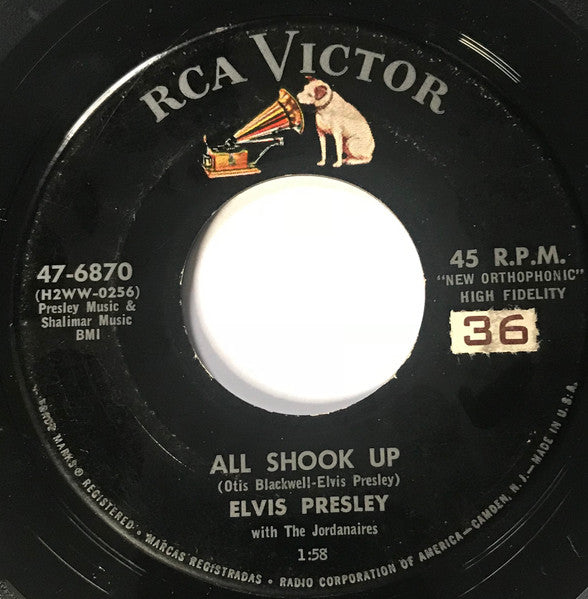 RCA VICTOR
47-6870
(H2WW-0256)
Presley Music &
Shalimar Music
BMI
45 R.P.M.
"NEW ORTHOPHONIC"
HIGH FIDELITY
36
ALL SHOOK UP
(Otis Blackwell-Elvis Presley)
ELVIS PRESLEY
with The Jordanaires
1:58
MARKS ® REGISTERED • MARCAS REGISTRADAS • RADIO CORPORATION OF AMERICA—CAMDEN, N. J.—MADE IN U.S.A.